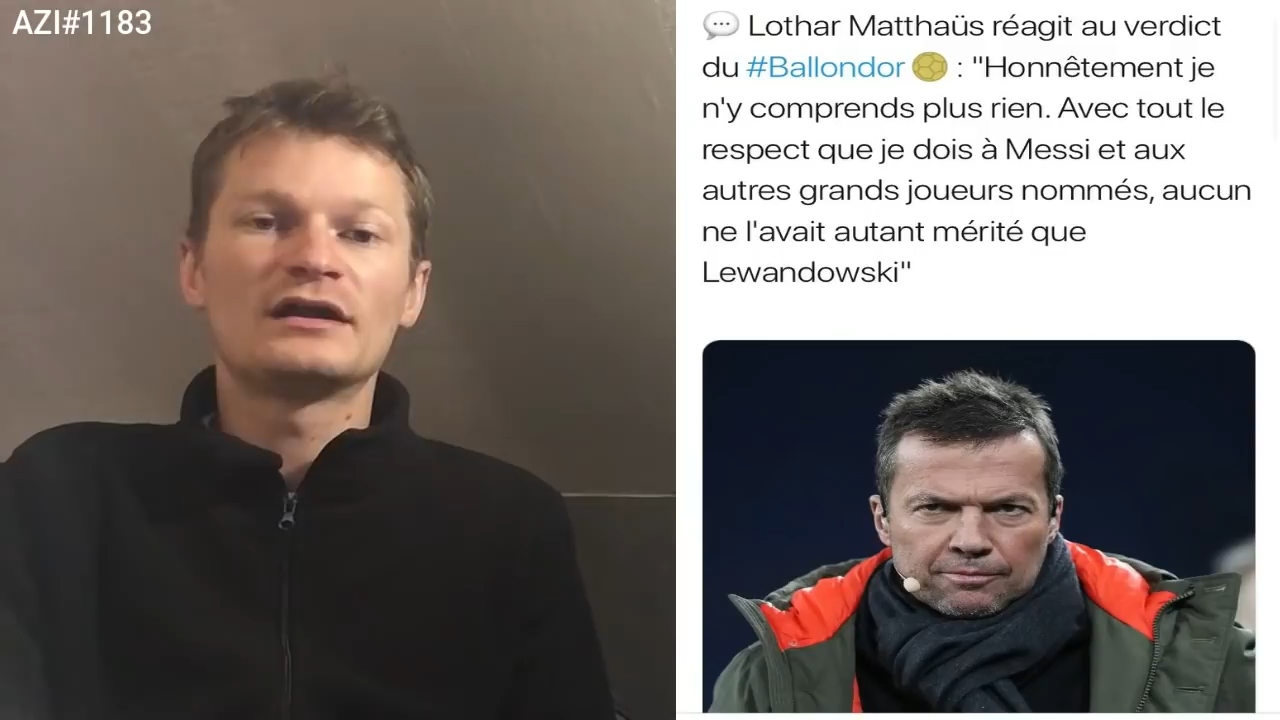 AZI#1183
💬 Lothar Matthaüs réagit au verdict
du #Ballondor : "Honnêtement je
n'y comprends plus rien. Avec tout le
respect que je dois à Messi et aux
autres grands joueurs nommés, aucun
ne l'avait autant mérité que
Lewandowski"